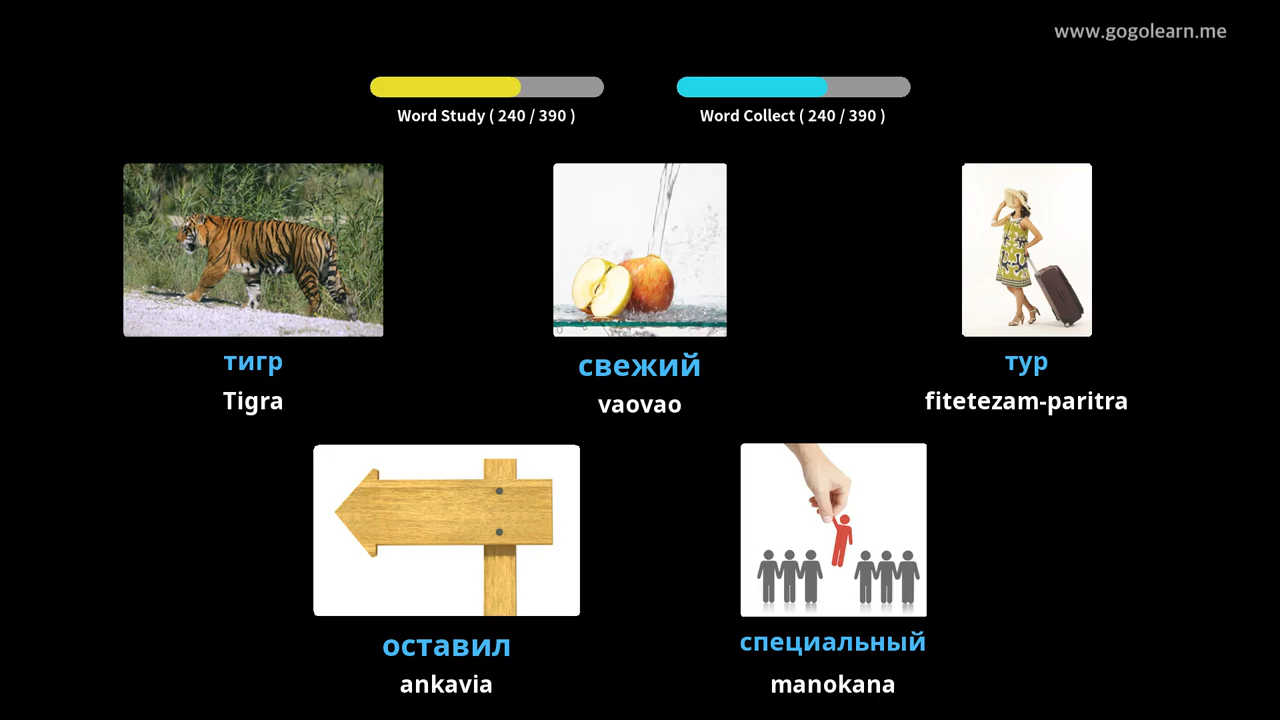 www.gogolearn.me
Word Study ( 240 / 390 )
Word Collect ( 240 / 390 )
тигр
Tigra
свежий
vaovao
тур
fitetezam-paritra
оставил
ankavia
специальный
manokana